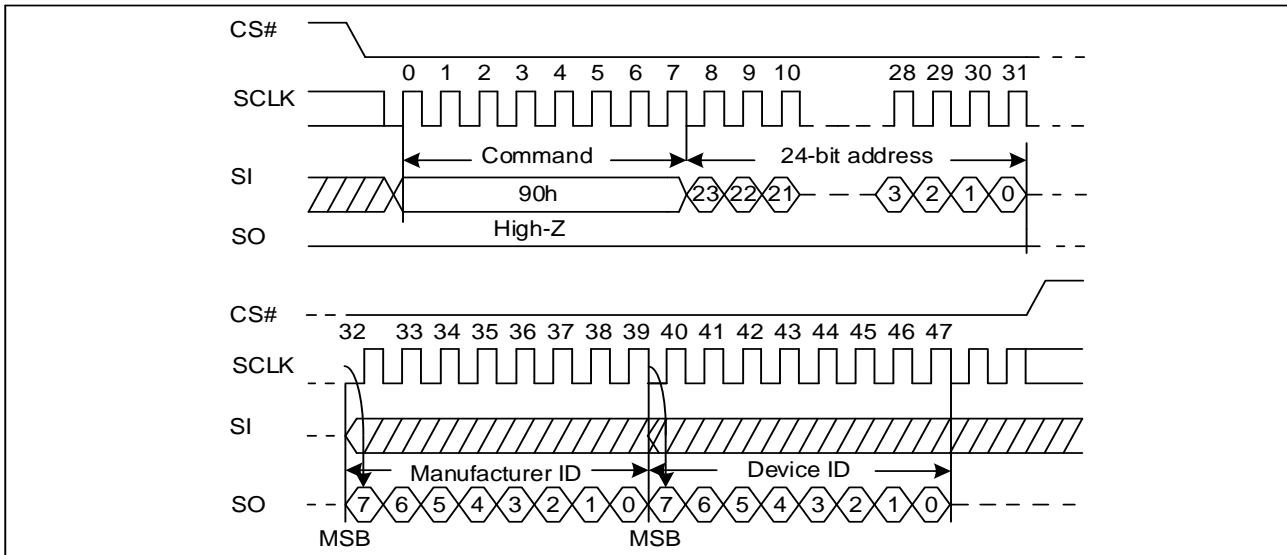 CS#
0 1 2 3 4 5 6 7 8 9 10 28 29 30 31
SCLK
Command 24-bit address
SI
90h 23 22 21 3 2 1 0
High-Z
SO
CS#
32 33 34 35 36 37 38 39 40 41 42 43 44 45 46 47
SCLK
SI
Manufacturer ID Device ID
SO 7 6 5 4 3 2 1 0 7 6 5 4 3 2 1 0
MSB MSB